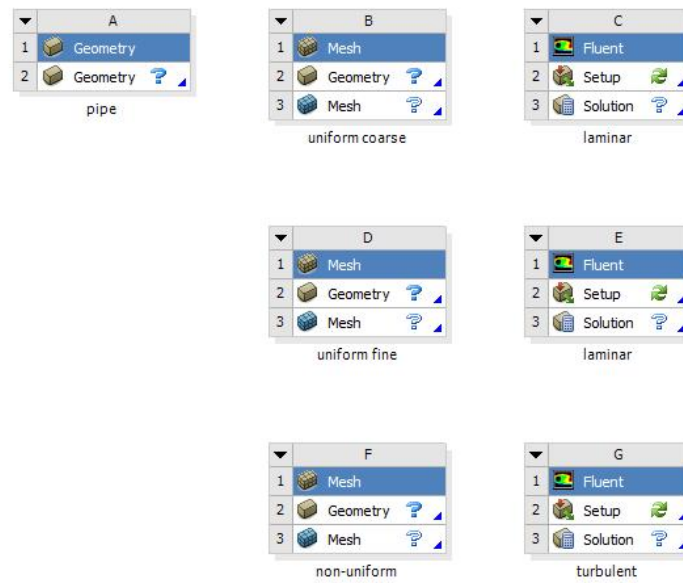 A
1 Geometry
2 Geometry ?
pipe
B
1 Mesh
2 Geometry ?
3 Mesh ?
uniform coarse
C
1 Fluent
2 Setup
3 Solution ?
laminar
D
1 Mesh
2 Geometry ?
3 Mesh ?
uniform fine
E
1 Fluent
2 Setup
3 Solution ?
laminar
F
1 Mesh
2 Geometry ?
3 Mesh ?
non-uniform
G
1 Fluent
2 Setup
3 Solution ?
turbulent